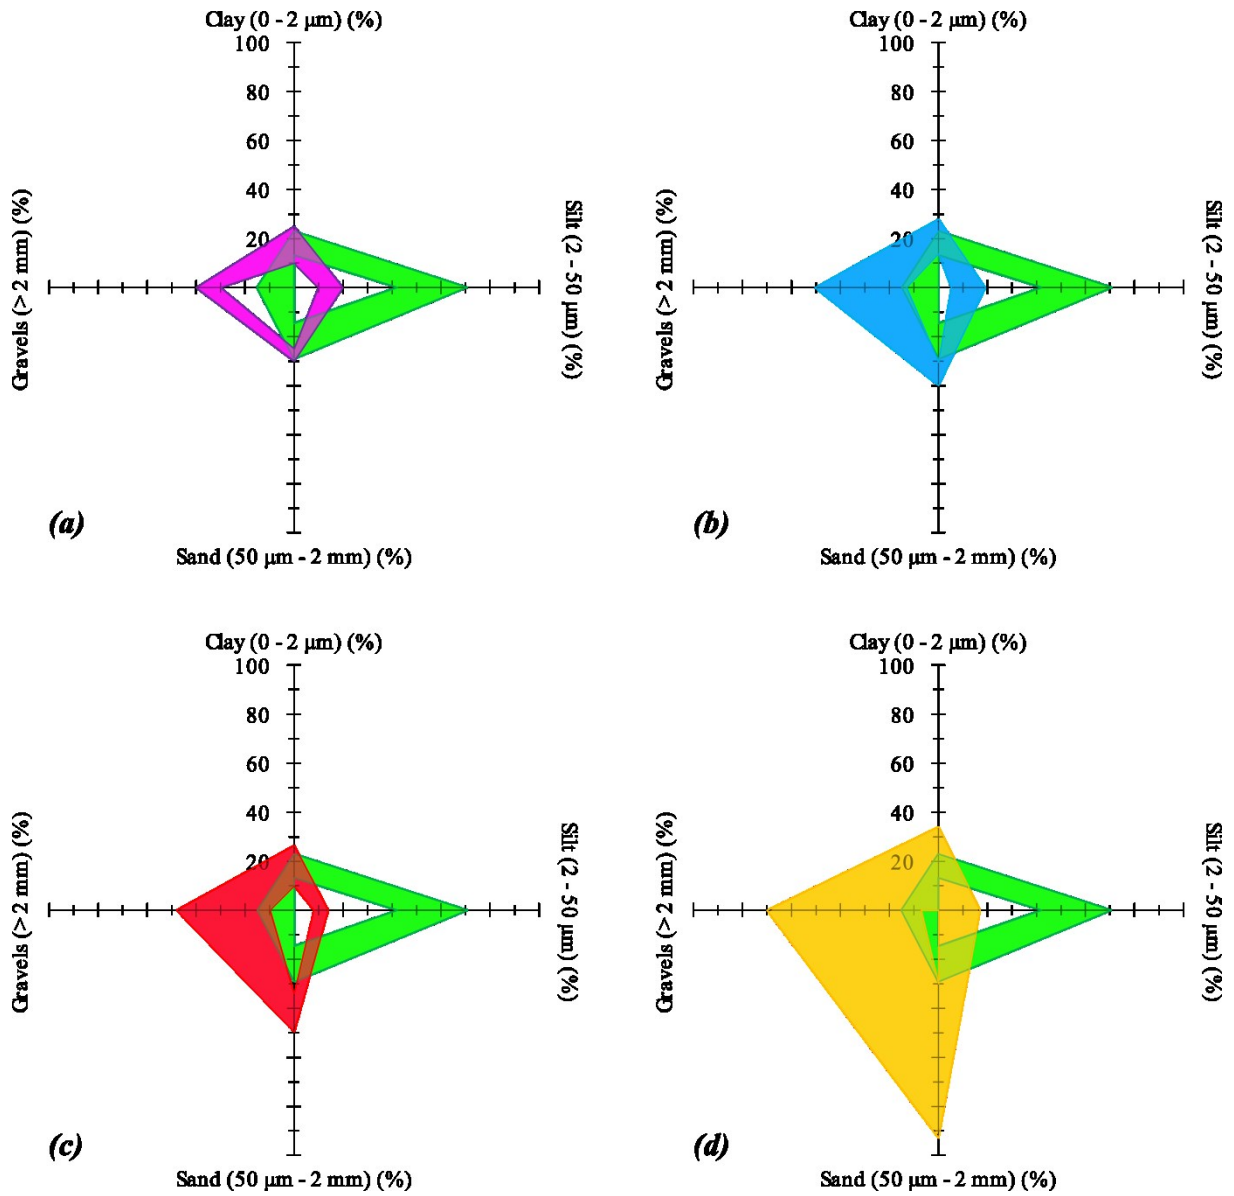 Clay (0 - 2 µm) (%)
100
80
60
40
20
Gravels (> 2 mm) (%)
Silt (2 - 50 µm) (%)
(a)
Sand (50 µm - 2 mm) (%)
Clay (0 - 2 µm) (%)
100
80
60
40
20
Gravels (> 2 mm) (%)
Silt (2 - 50 µm) (%)
(b)
Sand (50 µm - 2 mm) (%)
Clay (0 - 2 µm) (%)
100
80
60
40
20
Gravels (> 2 mm) (%)
Silt (2 - 50 µm) (%)
(c)
Sand (50 µm - 2 mm) (%)
Clay (0 - 2 µm) (%)
100
80
60
40
20
Gravels (> 2 mm) (%)
Silt (2 - 50 µm) (%)
(d)
Sand (50 µm - 2 mm) (%)